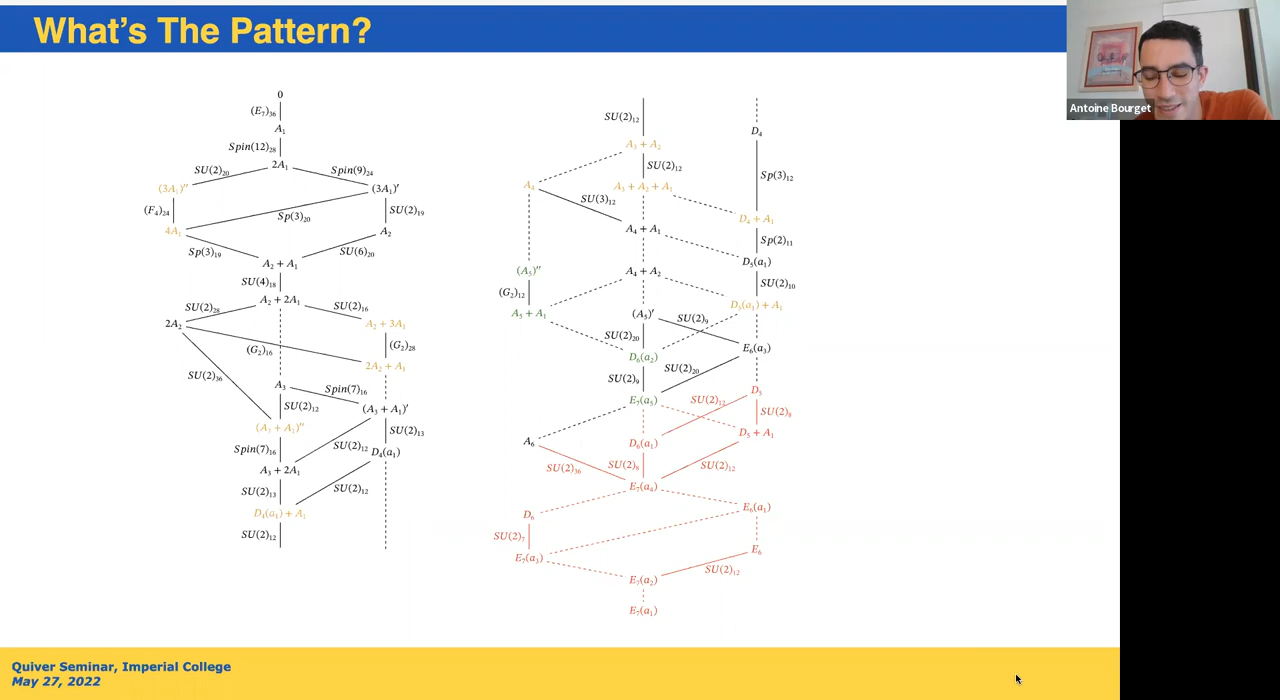 What's The Pattern?
Antoine Bourget
0
(E₇)₃₆
A₁
Spin(12)₂₈
2A₁
SU(2)₂₀
Spin(9)₂₄
(3A₁)″
(3A₁)′
(F₄)₂₄
Sp(3)₂₀
SU(2)₁₉
4A₁
A₂
Sp(3)₁₉
SU(6)₂₀
A₂ + A₁
SU(4)₁₈
A₂ + 2A₁
SU(2)₂₈
SU(2)₁₆
2A₂
A₂ + 3A₁
(G₂)₁₆
(G₂)₂₈
2A₂ + A₁
SU(2)₃₆
A₃
Spin(7)₁₆
SU(2)₁₂
(A₃ + A₁)′
(A₃ + A₁)″
SU(2)₁₃
Spin(7)₁₆
SU(2)₁₂
D₄(a₁)
A₃ + 2A₁
SU(2)₁₃
SU(2)₁₂
D₄(a₁) + A₁
SU(2)₁₂
SU(2)₁₂
D₄
A₃ + A₂
SU(2)₁₂
Sp(3)₁₂
A₄
A₃ + A₂ + A₁
SU(3)₁₂
D₄ + A₁
A₄ + A₁
Sp(2)₁₁
D₅(a₁)
(A₅)″
A₄ + A₂
SU(2)₁₀
(G₂)₁₂
D₅(a₁) + A₁
A₅ + A₁
(A₅)′
SU(2)₉
SU(2)₂₀
E₆(a₃)
D₆(a₂)
SU(2)₉
SU(2)₂₀
D₅
E₇(a₅)
SU(2)₁₂
SU(2)₈
A₆
D₆(a₁)
D₅ + A₁
SU(2)₃₆
SU(2)₈
SU(2)₁₂
E₇(a₄)
D₆
E₆(a₁)
SU(2)₇
E₇(a₃)
E₆
SU(2)₁₂
E₇(a₂)
E₇(a₁)
Quiver Seminar, Imperial College
May 27, 2022